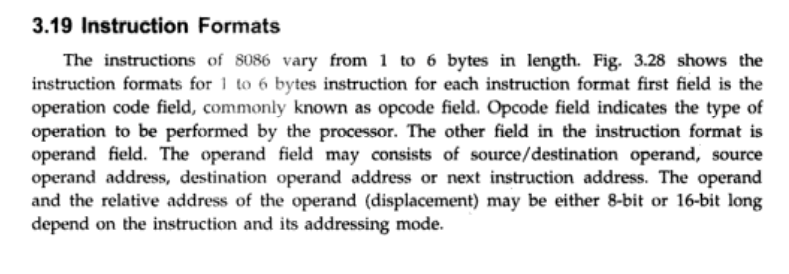 3.19 Instruction Formats
The instructions of 8086 vary from 1 to 6 bytes in length. Fig. 3.28 shows the
instruction formats for 1 to 6 bytes instruction for each instruction format first field is the
operation code field, commonly known as opcode field. Opcode field indicates the type of
operation to be performed by the processor. The other field in the instruction format is
operand field. The operand field may consists of source/destination operand, source
operand address, destination operand address or next instruction address. The operand
and the relative address of the operand (displacement) may be either 8-bit or 16-bit long
depend on the instruction and its addressing mode.